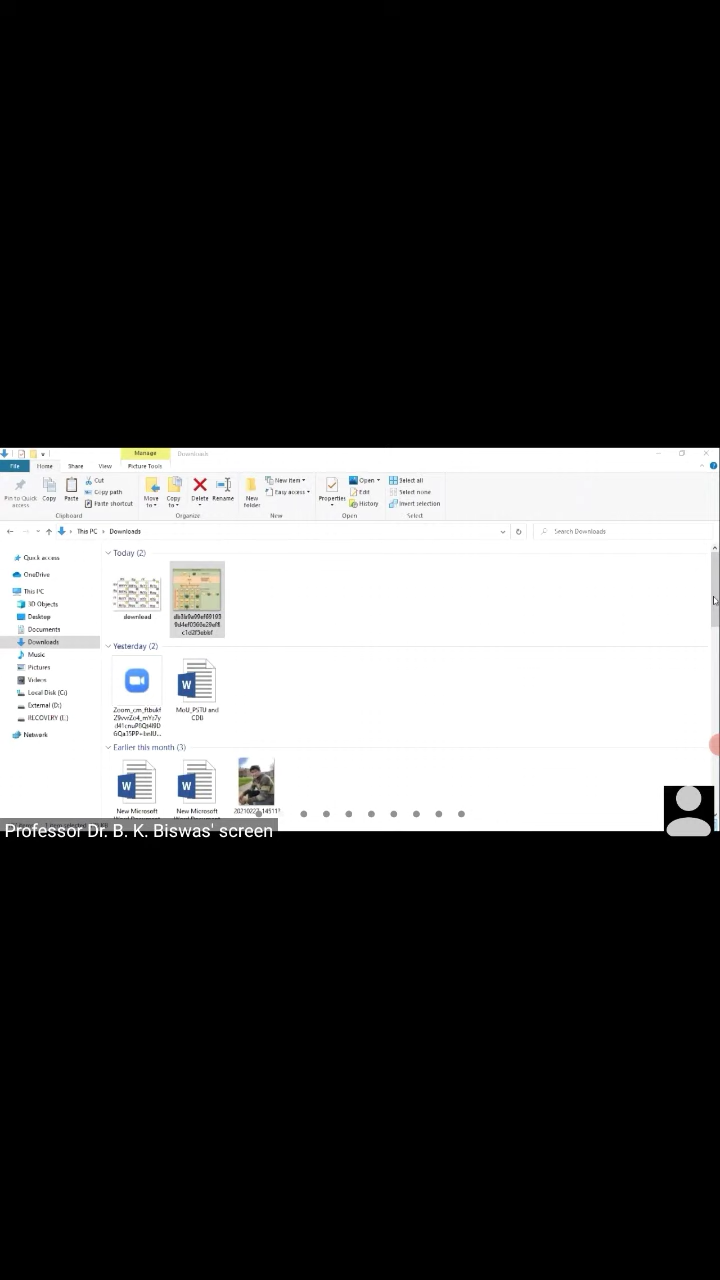 Manage
Downloads
File
Home
Share
View
Picture Tools
Pin to Quick
access
Copy
Paste
Cut
Copy path
Paste shortcut
Clipboard
Move
to
Copy
to
Delete
Rename
Organize
New
folder
New item
Easy access
New
Properties
Open
Edit
History
Open
Select all
Select none
Invert selection
Select
This PC
Downloads
Search Downloads
Quick access
OneDrive
This PC
3D Objects
Desktop
Documents
Downloads
Music
Pictures
Videos
Local Disk (C:)
External (D:)
RECOVERY (E:)
Network
Today (2)
download
Yesterday (2)
MoU_PSTU and
CDB
Earlier this month (3)
New Microsoft
New Microsoft
Professor Dr. B. K. Biswas' screen